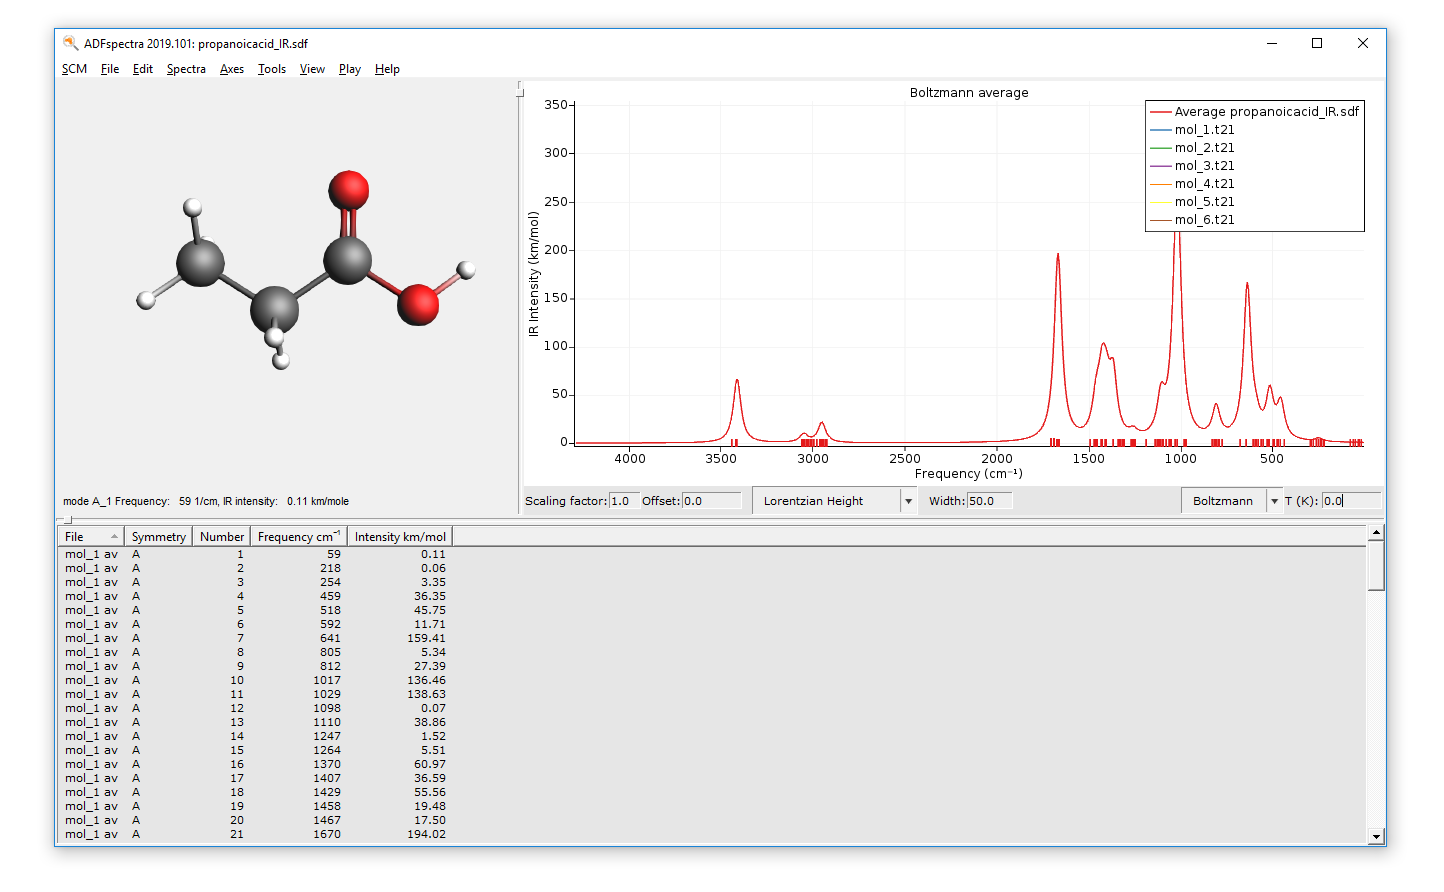 ADFspectra 2019.101: propanoicacid_IR.sdf
SCM File Edit Spectra Axes Tools View Play Help
Boltzmann average
Average propanoicacid_IR.sdf
mol_1.t21
mol_2.t21
mol_3.t21
mol_4.t21
mol_5.t21
mol_6.t21
IR Intensity (km/mol)
350
300
250
200
150
100
50
0
4000 3500 3000 2500 2000 1500 1000 500
Frequency (cm⁻¹)
mode A_1 Frequency: 59 1/cm, IR intensity: 0.11 km/mole
Scaling factor: 1.0 Offset: 0.0 Lorentzian Height Width: 50.0 Boltzmann T (K): 0.0
File Symmetry Number Frequency cm⁻¹ Intensity km/mol
mol_1 av A 1 59 0.11
mol_1 av A 2 218 0.06
mol_1 av A 3 254 3.35
mol_1 av A 4 459 36.35
mol_1 av A 5 518 45.75
mol_1 av A 6 592 11.71
mol_1 av A 7 641 159.41
mol_1 av A 8 805 5.34
mol_1 av A 9 812 27.39
mol_1 av A 10 1017 136.46
mol_1 av A 11 1029 138.63
mol_1 av A 12 1098 0.07
mol_1 av A 13 1110 38.86
mol_1 av A 14 1247 1.52
mol_1 av A 15 1264 5.51
mol_1 av A 16 1370 60.97
mol_1 av A 17 1407 36.59
mol_1 av A 18 1429 55.56
mol_1 av A 19 1458 19.48
mol_1 av A 20 1467 17.50
mol_1 av A 21 1670 194.02